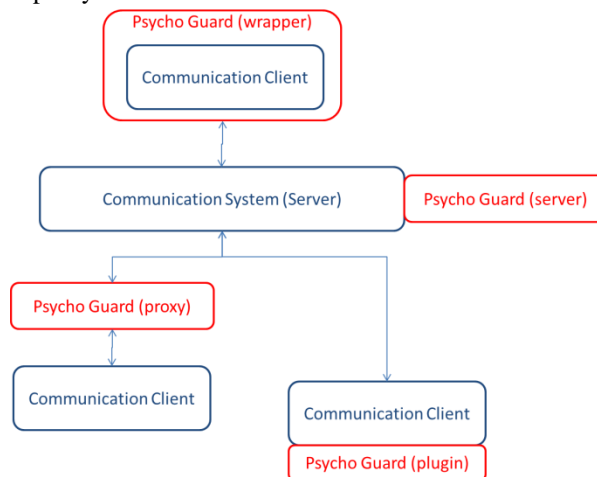 Psycho Guard (wrapper)
Communication Client
Communication System (Server)
Psycho Guard (server)
Psycho Guard (proxy)
Communication Client
Communication Client
Psycho Guard (plugin)